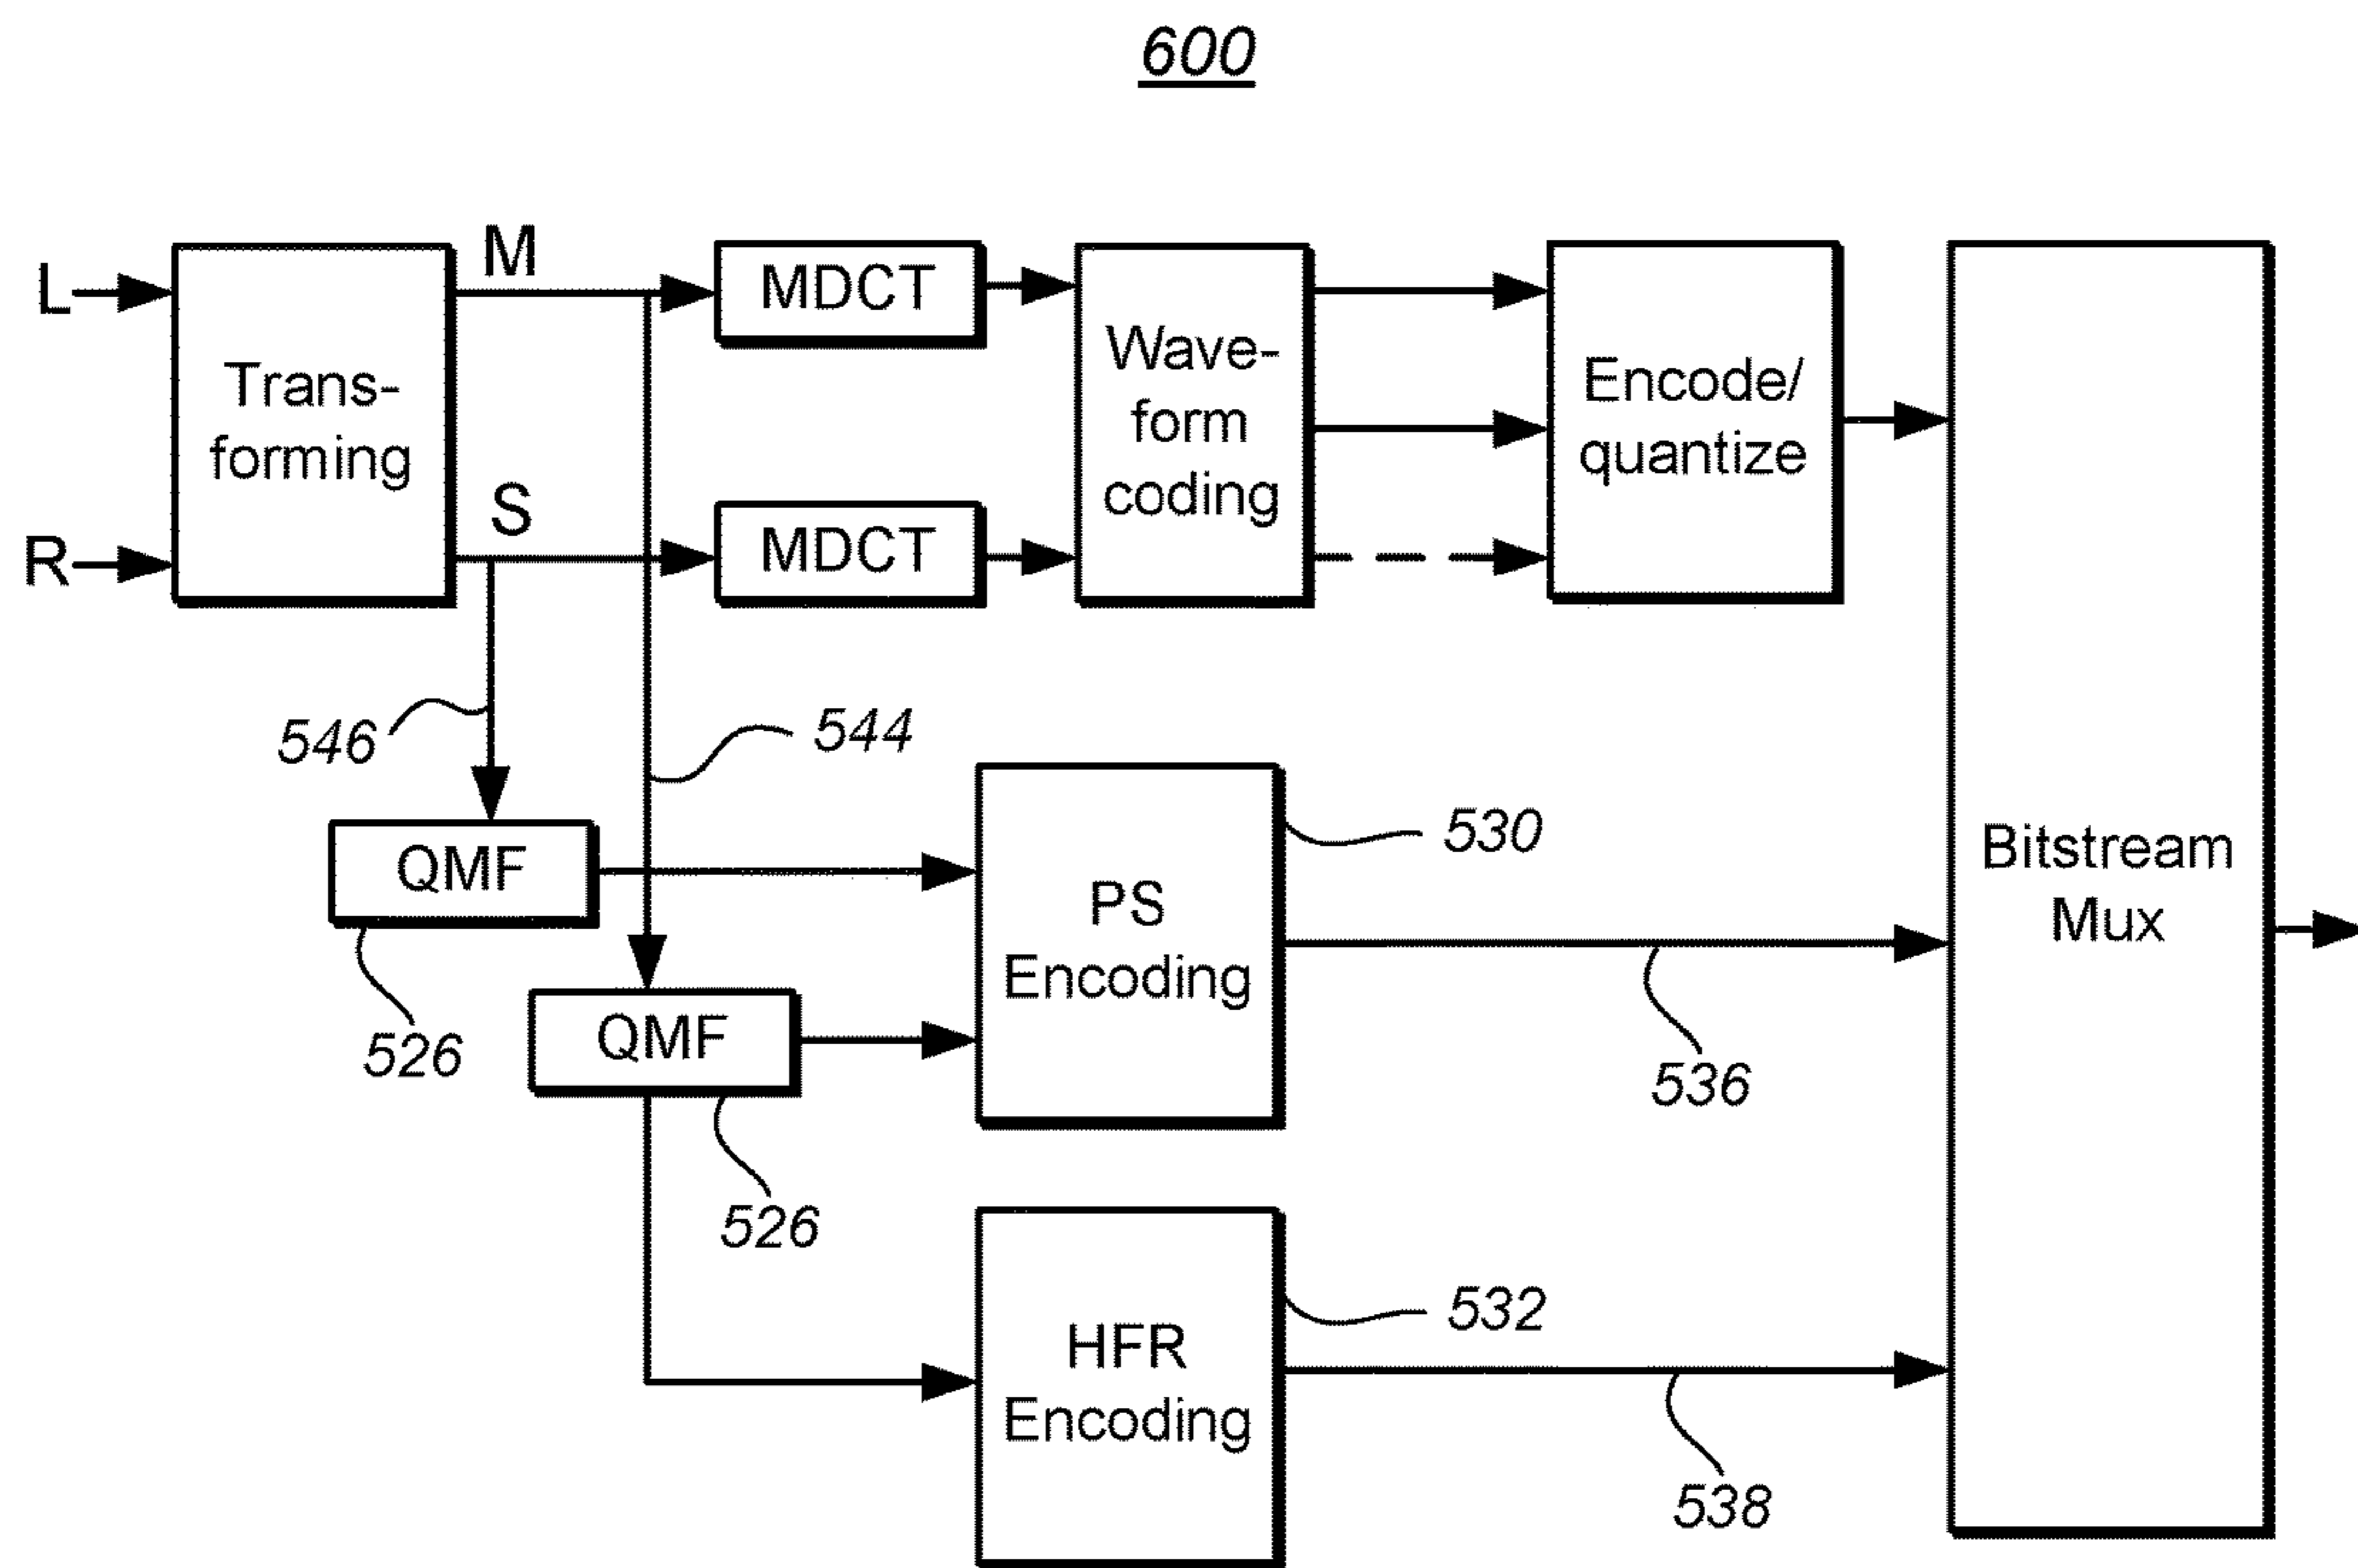 600
L
R
Trans-
forming
M
S
MDCT
MDCT
Wave-
form
coding
Encode/
quantize
Bitstream
Mux
546
544
QMF
526
QMF
526
PS
Encoding
530
536
HFR
Encoding
532
538